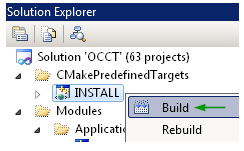 Solution Explorer
Solution 'OCCT' (63 projects)
CMakePredefinedTargets
INSTALL
Build
Modules
Rebuild